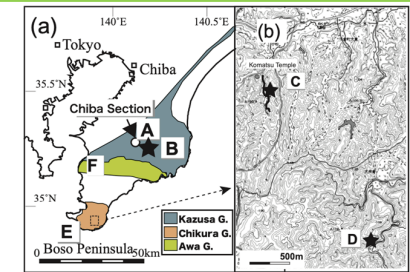 140°E
140.5°E
(a)
Tokyo
Chiba
35.5°N
Chiba Section
A
B
F
35°N
E
Kazusa G.
Chikura G.
Awa G.
0 Boso Peninsula 50km
(b)
Komatsu Temple
C
D
500m